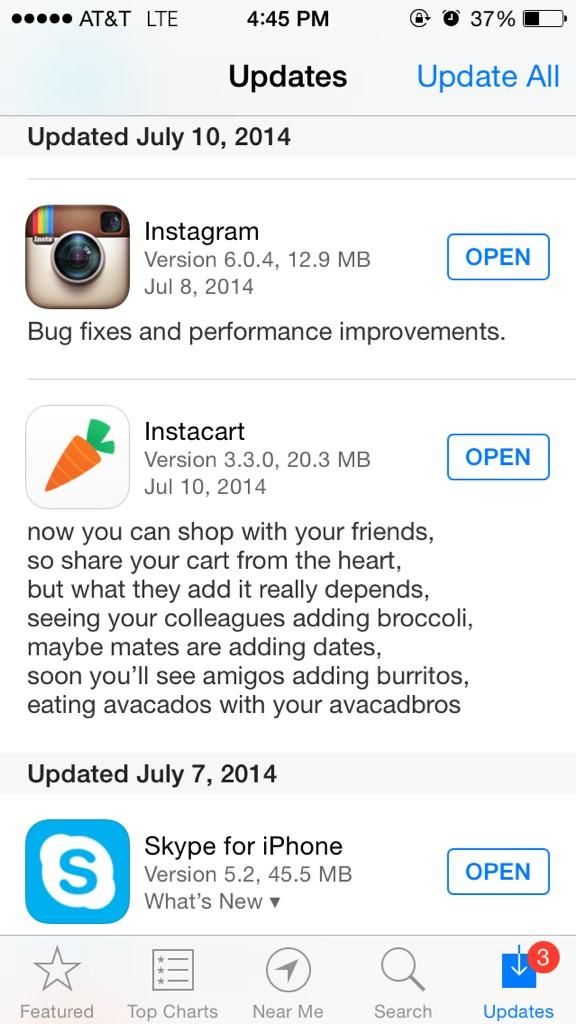 AT&T LTE 4:45 PM 37%
Updates Update All
Updated July 10, 2014
Insta
Instagram
Version 6.0.4, 12.9 MB
Jul 8, 2014
OPEN
Bug fixes and performance improvements.
Instacart
Version 3.3.0, 20.3 MB
Jul 10, 2014
OPEN
now you can shop with your friends,
so share your cart from the heart,
but what they add it really depends,
seeing your colleagues adding broccoli,
maybe mates are adding dates,
soon you'll see amigos adding burritos,
eating avacados with your avacadbros
Updated July 7, 2014
S
Skype for iPhone
Version 5.2, 45.5 MB
What's New ▾
OPEN
3
Featured Top Charts Near Me Search Updates